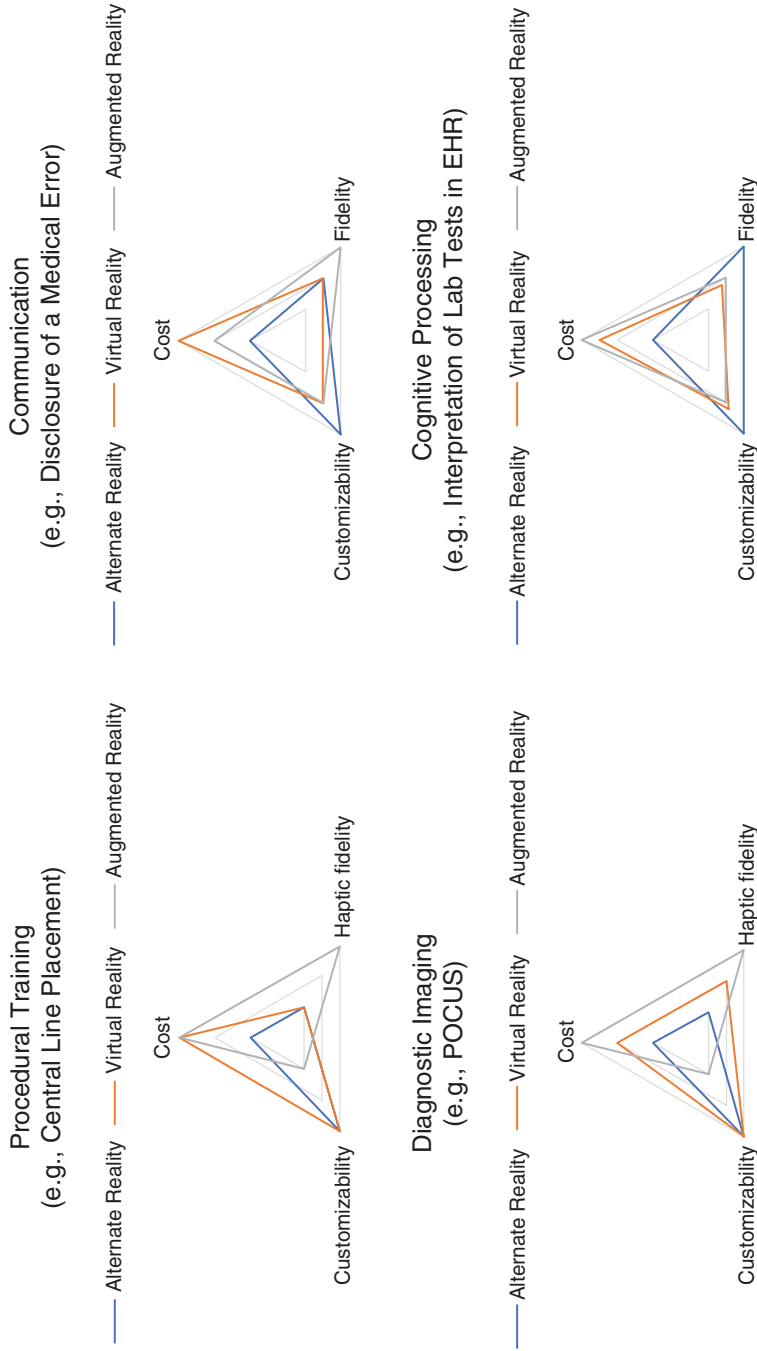 Procedural Training
(e.g., Central Line Placement)
Alternate Reality Virtual Reality Augmented Reality
Cost
Customizability Haptic fidelity
Communication
(e.g., Disclosure of a Medical Error)
Alternate Reality Virtual Reality Augmented Reality
Cost
Customizability Fidelity
Diagnostic Imaging
(e.g., POCUS)
Alternate Reality Virtual Reality Augmented Reality
Cost
Customizability Haptic fidelity
Cognitive Processing
(e.g., Interpretation of Lab Tests in EHR)
Alternate Reality Virtual Reality Augmented Reality
Cost
Customizability Fidelity